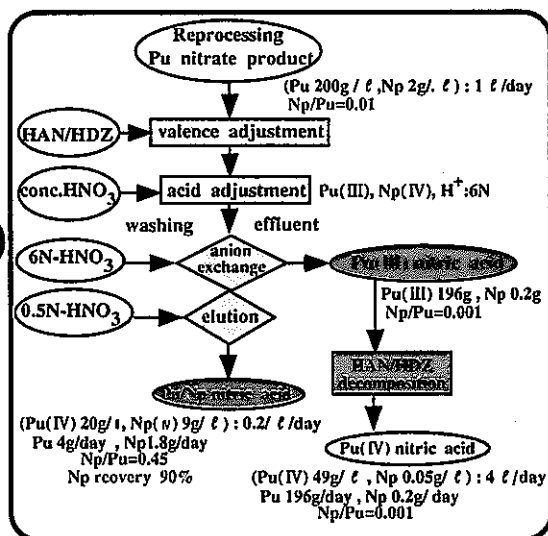 Reprocessing
Pu nitrate product
(Pu 200g / ℓ ,Np 2g/. ℓ ) : 1 ℓ /day
Np/Pu=0.01
HAN/HDZ
valence adjustment
conc.HNO3
acid adjustment
Pu(III), Np(IV), H+:6N
washing
effluent
6N-HNO3
anion
exchange
Pu(III) nitric acid
Pu(III) 196g , Np 0.2g
Np/Pu=0.001
0.5N-HNO3
elution
HAN/HDZ
decomposition
Pu/Np nitric acid
(Pu(IV) 20g/ℓ, Np(IV) 9g/ ℓ ) : 0.2/ ℓ /day
Pu 4g/day , Np1.8g/day
Np/Pu=0.45
Np rcovery 90%
Pu(IV) nitric acid
(Pu(IV) 49g/ ℓ , Np 0.05g/ ℓ ) : 4 ℓ /day
Pu 196g/day , Np 0.2g/ day
Np/Pu=0.001